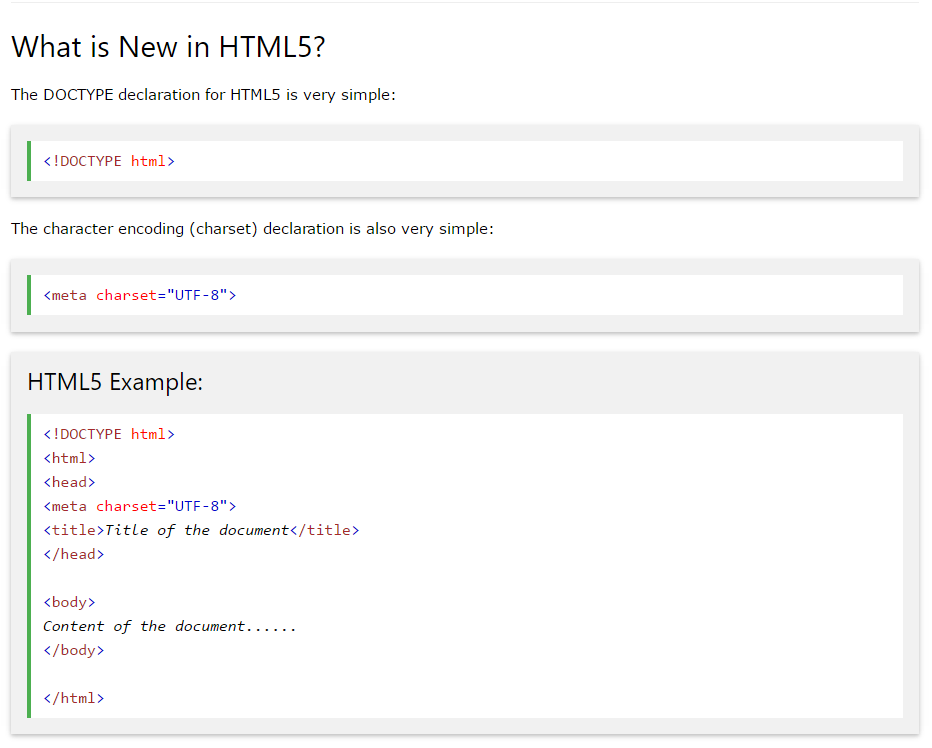 What is New in HTML5?
The DOCTYPE declaration for HTML5 is very simple:
<!DOCTYPE html>
The character encoding (charset) declaration is also very simple:
<meta charset="UTF-8">
HTML5 Example:
<!DOCTYPE html>
<html>
<head>
<meta charset="UTF-8">
<title>Title of the document</title>
</head>
<body>
Content of the document......
</body>
</html>